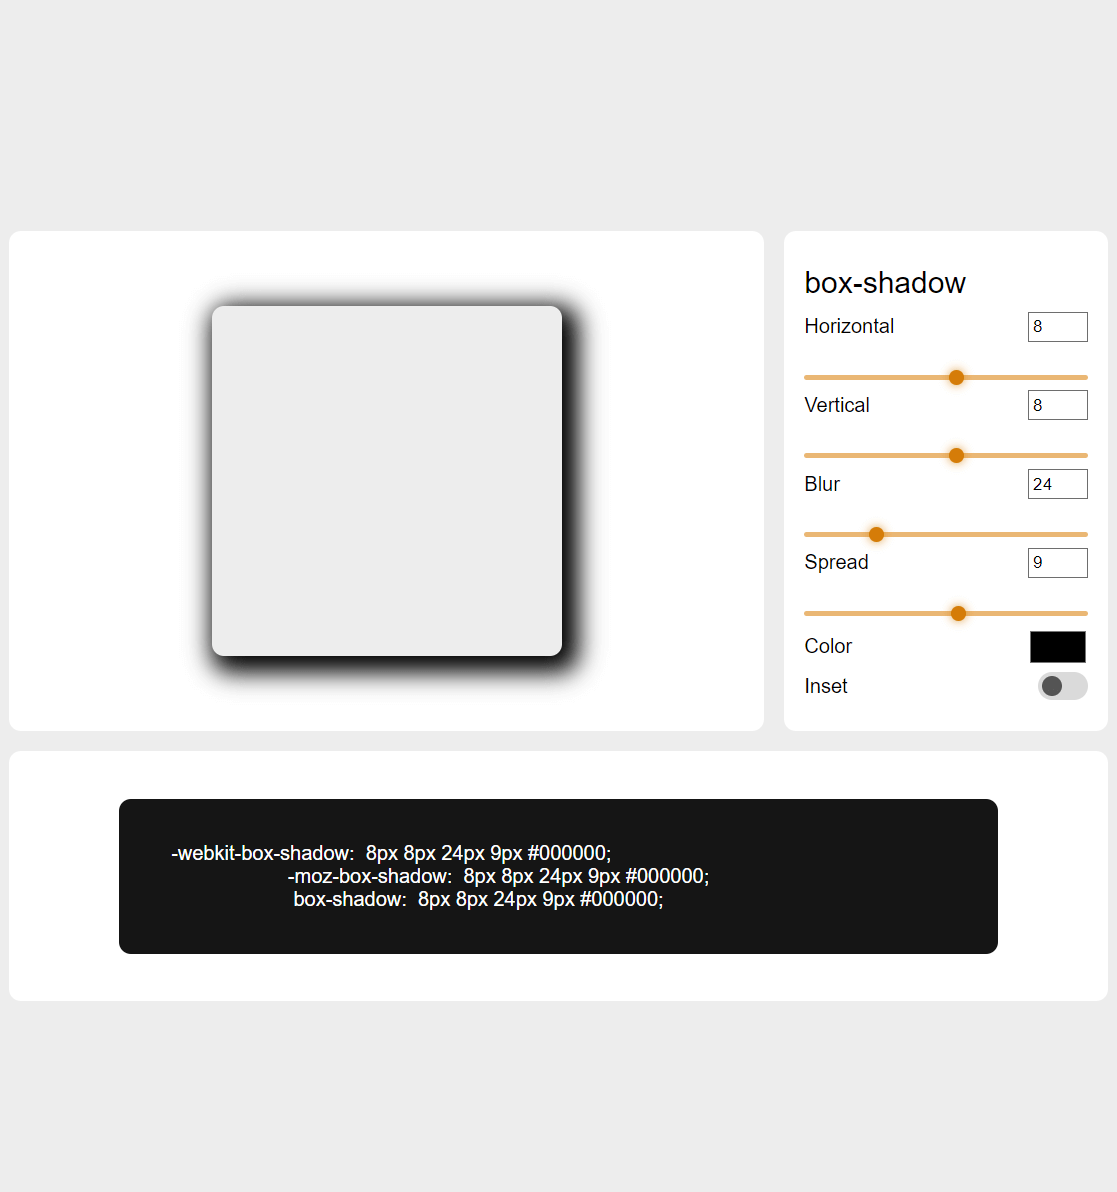 box-shadow
Horizontal 8
Vertical 8
Blur 24
Spread 9
Color
Inset
-webkit-box-shadow: 8px 8px 24px 9px #000000;
-moz-box-shadow: 8px 8px 24px 9px #000000;
box-shadow: 8px 8px 24px 9px #000000;